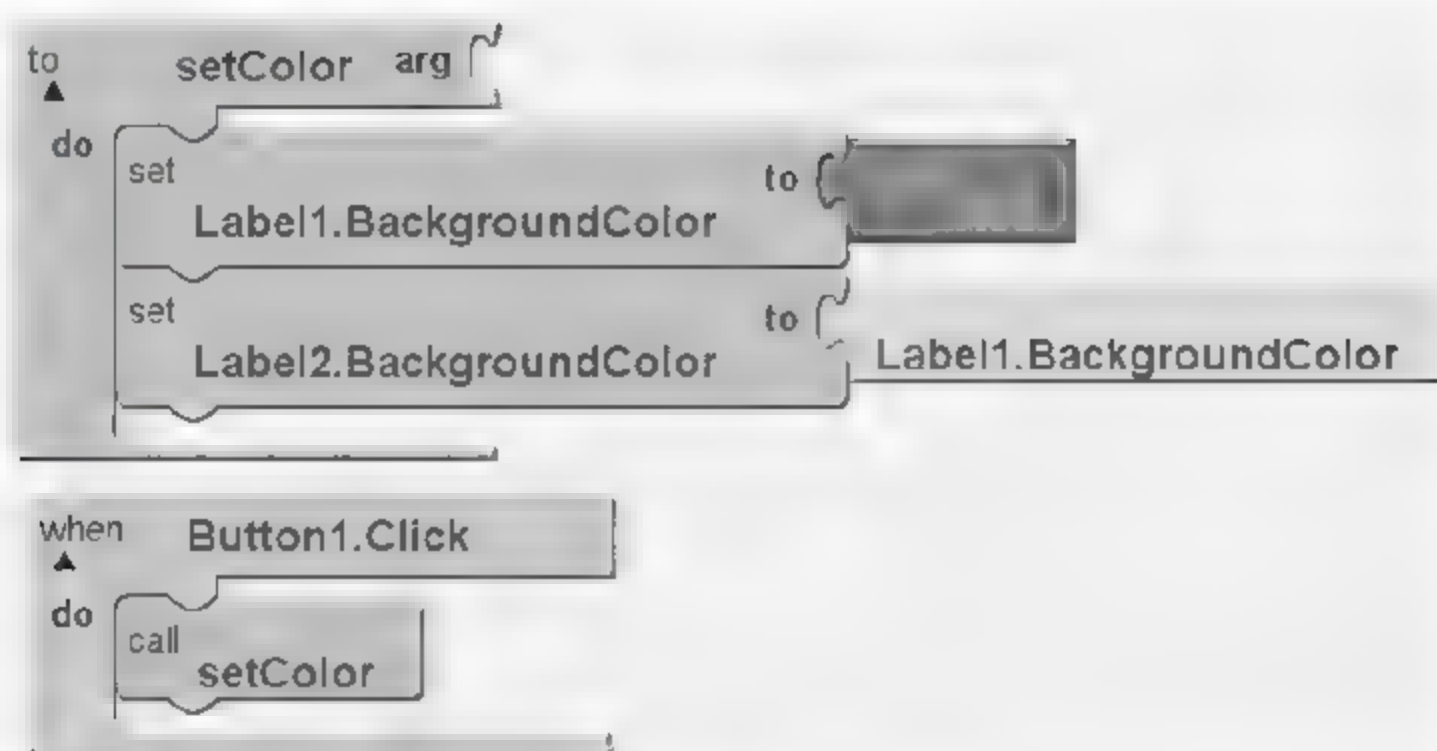 to setColor arg
do
set to
Label1.BackgroundColor
set to
Label2.BackgroundColor Label1.BackgroundColor
when Button1.Click
do
call
setColor